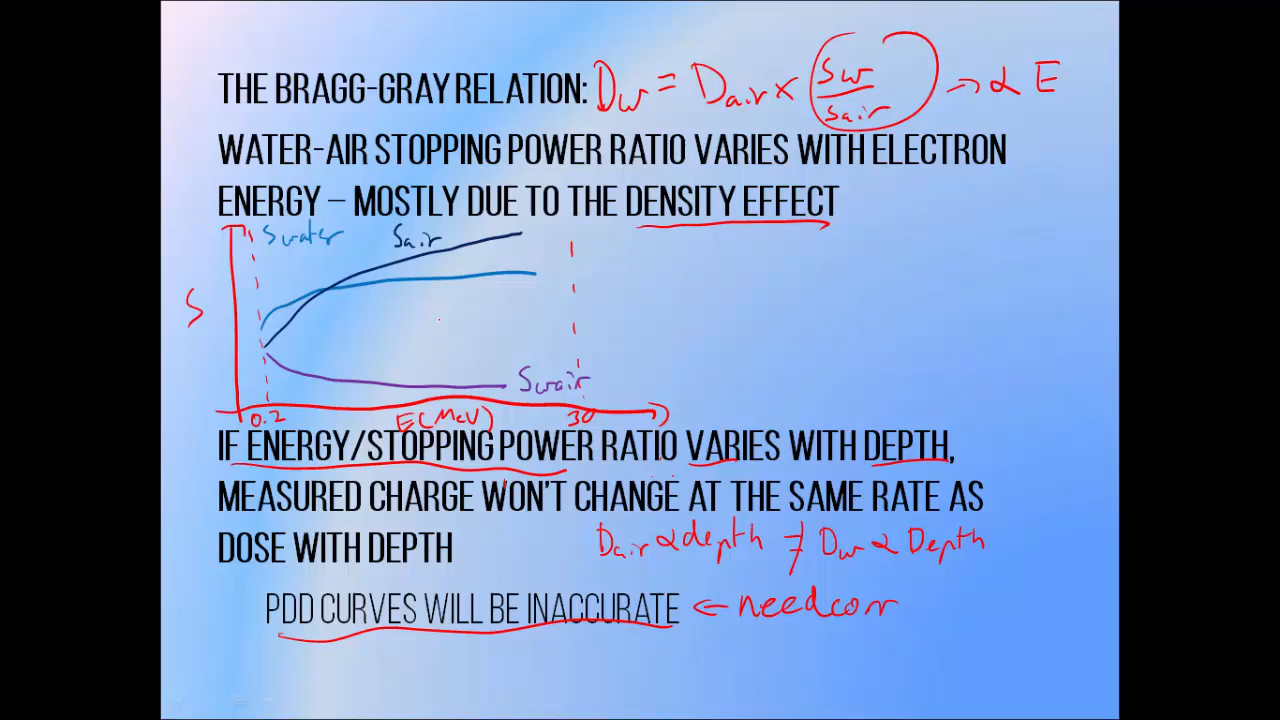 THE BRAGG-GRAY RELATION: Dw = Dair × (Sw/Sair) → ∝ E
WATER-AIR STOPPING POWER RATIO VARIES WITH ELECTRON
ENERGY – MOSTLY DUE TO THE DENSITY EFFECT
Swater Sair
S
Swair
0.2 E(MeV) 30
IF ENERGY/STOPPING POWER RATIO VARIES WITH DEPTH,
MEASURED CHARGE WON'T CHANGE AT THE SAME RATE AS
DOSE WITH DEPTH
Dair ∝ depth ≠ Dw ∝ Depth
PDD CURVES WILL BE INACCURATE ← need corr